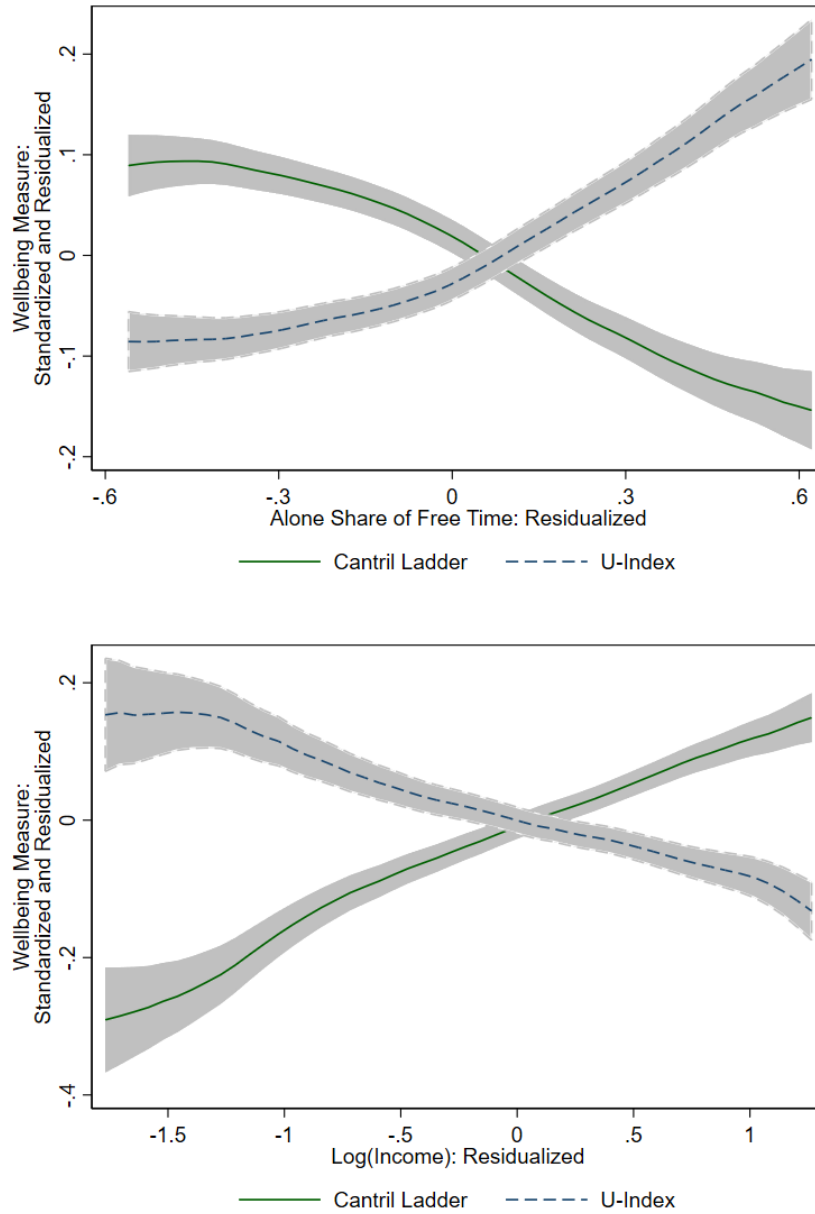 Wellbeing Measure:
Standardized and Residualized
.2
.1
0
-.1
-.2
-.6
-.3
0
.3
.6
Alone Share of Free Time: Residualized
Cantril Ladder
U-Index
Wellbeing Measure:
Standardized and Residualized
.2
0
-.2
-.4
-1.5
-1
-.5
0
.5
1
Log(Income): Residualized
Cantril Ladder
U-Index